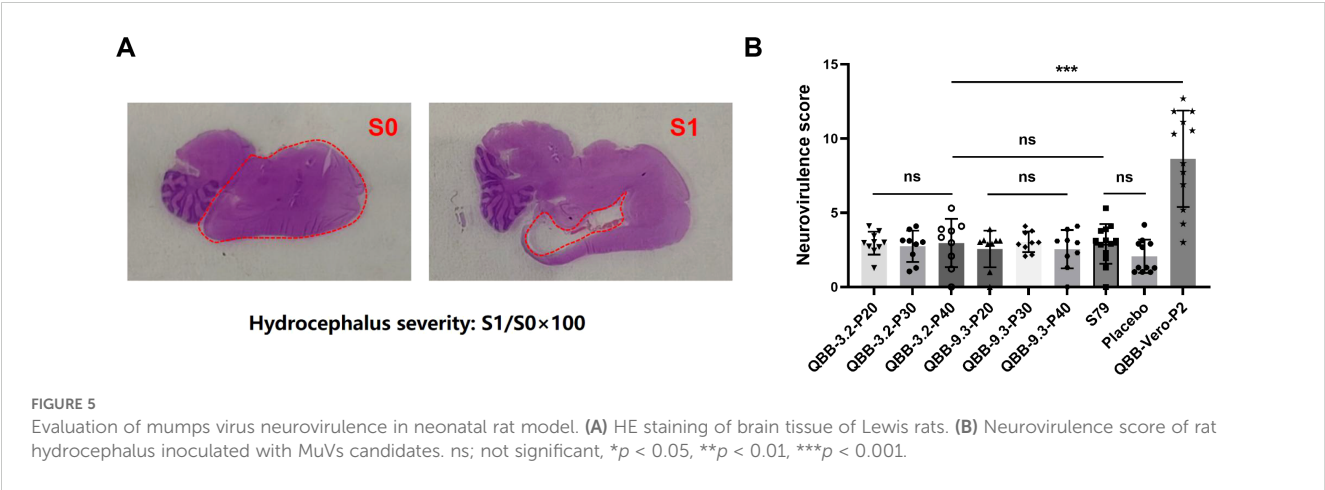 A
S0
S1
Hydrocephalus severity: S1/S0×100
B
Neurovirulence score
15
10
5
0
***
ns
ns
ns
ns
QBB-3.2-P20
QBB-3.2-P30
QBB-3.2-P40
QBB-9.3-P20
QBB-9.3-P30
QBB-9.3-P40
S79
Placebo
QBB-Vero-P2
FIGURE 5
Evaluation of mumps virus neurovirulence in neonatal rat model. (A) HE staining of brain tissue of Lewis rats. (B) Neurovirulence score of rat
hydrocephalus inoculated with MuVs candidates. ns; not significant, *p < 0.05, **p < 0.01, ***p < 0.001.